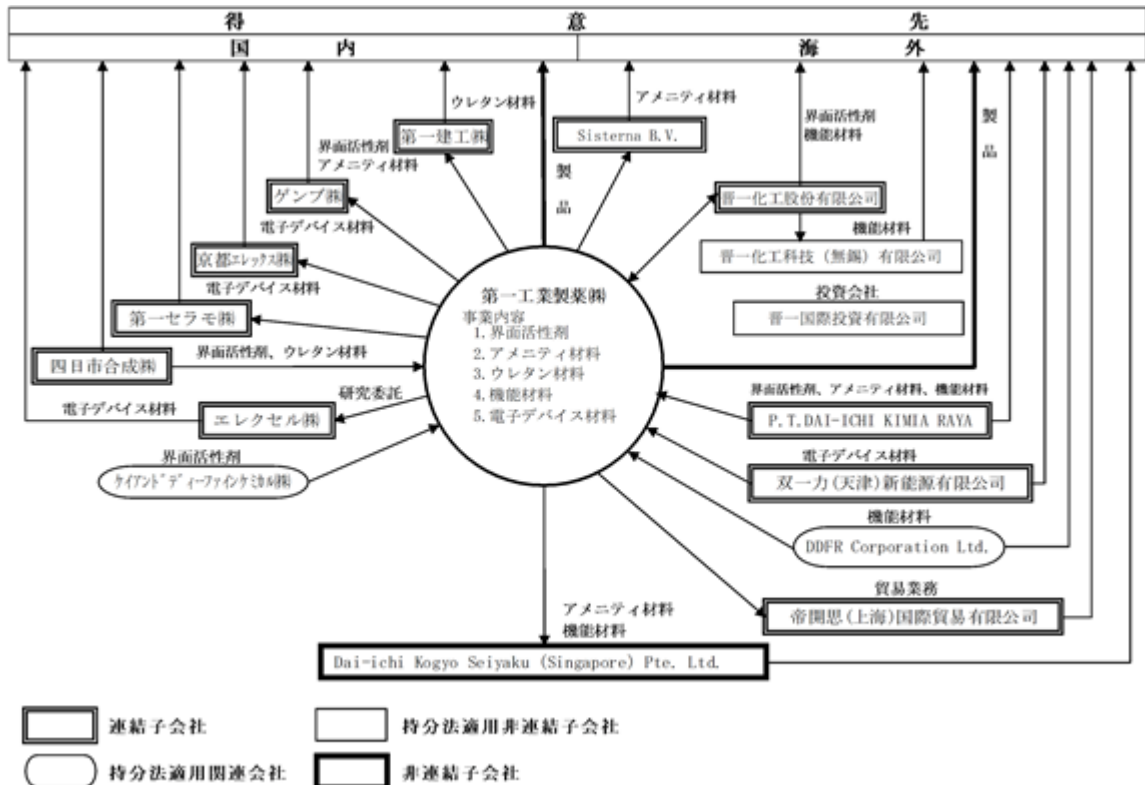 得意先
国内
海外
ウレタン材料
アメニティ材料
第一建工㈱
Sisterna B.V.
界面活性剤
アメニティ材料
製品
界面活性剤
機能材料
製品
ゲンブ㈱
晋一化工股份有限公司
電子デバイス材料
機能材料
京都エレックス㈱
晋一化工科技（無錫）有限公司
電子デバイス材料
投資会社
第一セラモ㈱
晋一国際投資有限公司
第一工業製薬㈱
事業内容
1.界面活性剤
2.アメニティ材料
3.ウレタン材料
4.機能材料
5.電子デバイス材料
界面活性剤、ウレタン材料
四日市合成㈱
研究委託
電子デバイス材料
エレクセル㈱
界面活性剤、アメニティ材料、機能材料
P.T.DAI-ICHI KIMIA RAYA
界面活性剤
ケイアンドディーファインケミカル㈱
電子デバイス材料
双一力(天津)新能源有限公司
機能材料
DDFR Corporation Ltd.
貿易業務
帝開思(上海)国際貿易有限公司
アメニティ材料
機能材料
Dai-ichi Kogyo Seiyaku (Singapore) Pte. Ltd.
連結子会社
持分法適用非連結子会社
持分法適用関連会社
非連結子会社